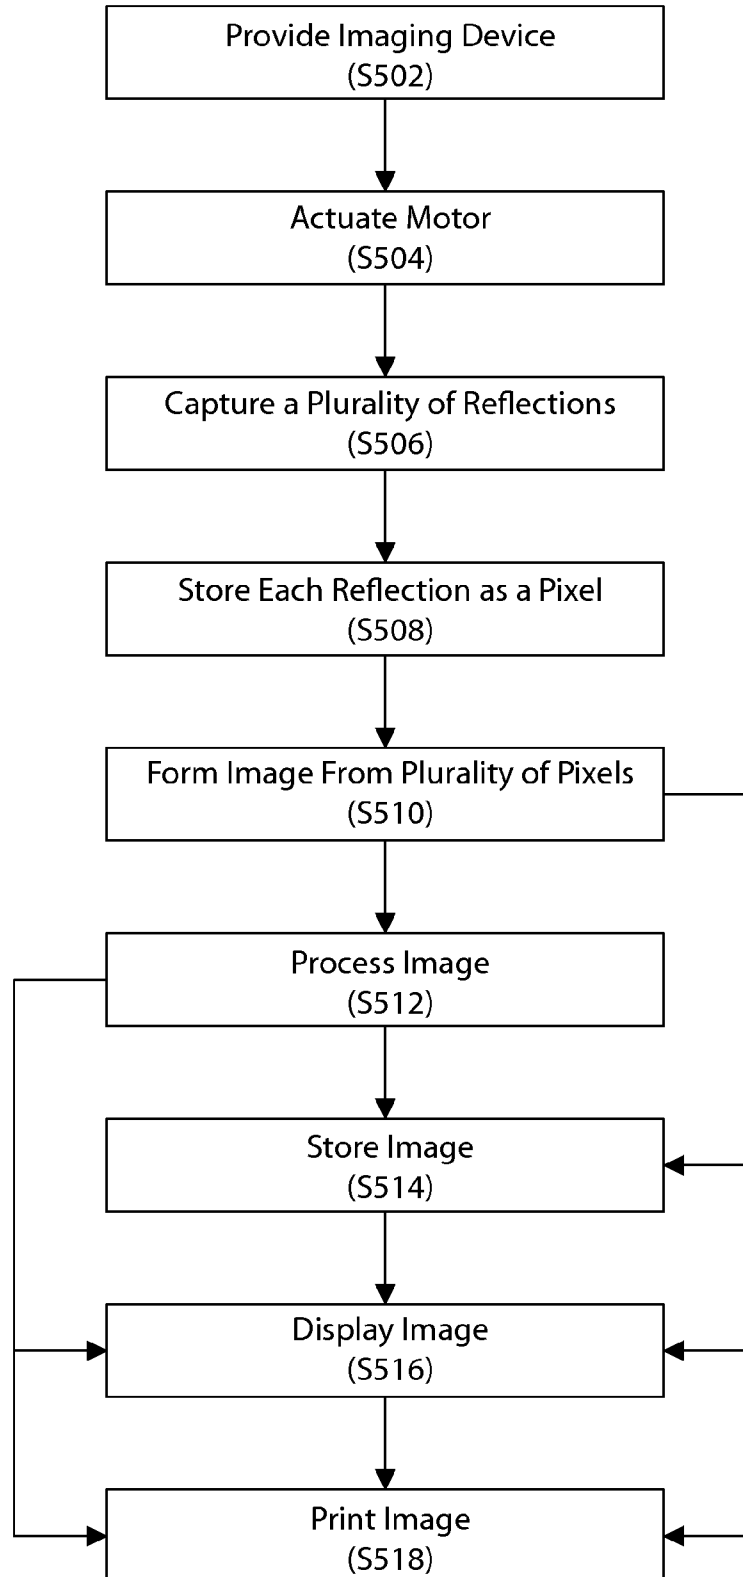 Provide Imaging Device
(S502)
Actuate Motor
(S504)
Capture a Plurality of Reflections
(S506)
Store Each Reflection as a Pixel
(S508)
Form Image From Plurality of Pixels
(S510)
Process Image
(S512)
Store Image
(S514)
Display Image
(S516)
Print Image
(S518)